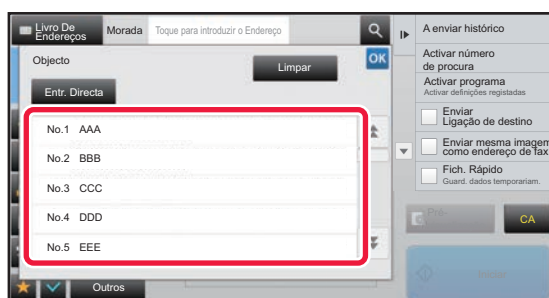 Livro De
Endereços
Morada
Toque para introduzir o Endereço
A enviar histórico
Objecto
Limpar
OK
Activar número
de procura
Entr. Directa
Activar programa
Activar definições registadas
No.1 AAA
Enviar
Ligação de destino
No.2 BBB
Enviar mesma imagem
como endereço de fax
No.3 CCC
Fich. Rápido
Guard. dados temporariam.
No.4 DDD
CA
No.5 EEE
Outros